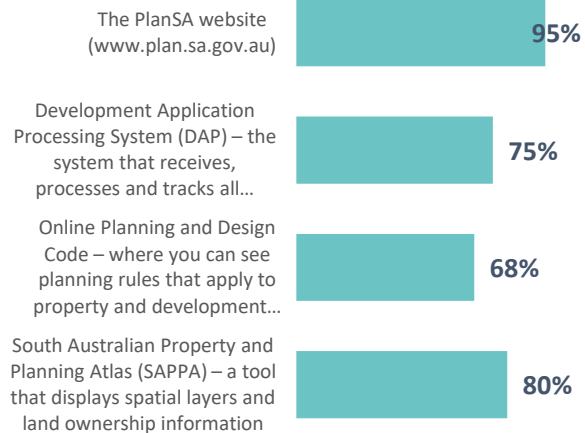 The PlanSA website
(www.plan.sa.gov.au)
95%
Development Application
Processing System (DAP) – the
system that receives,
processes and tracks all...
75%
Online Planning and Design
Code – where you can see
planning rules that apply to
property and development...
68%
South Australian Property and
Planning Atlas (SAPPA) – a tool
that displays spatial layers and
land ownership information
80%